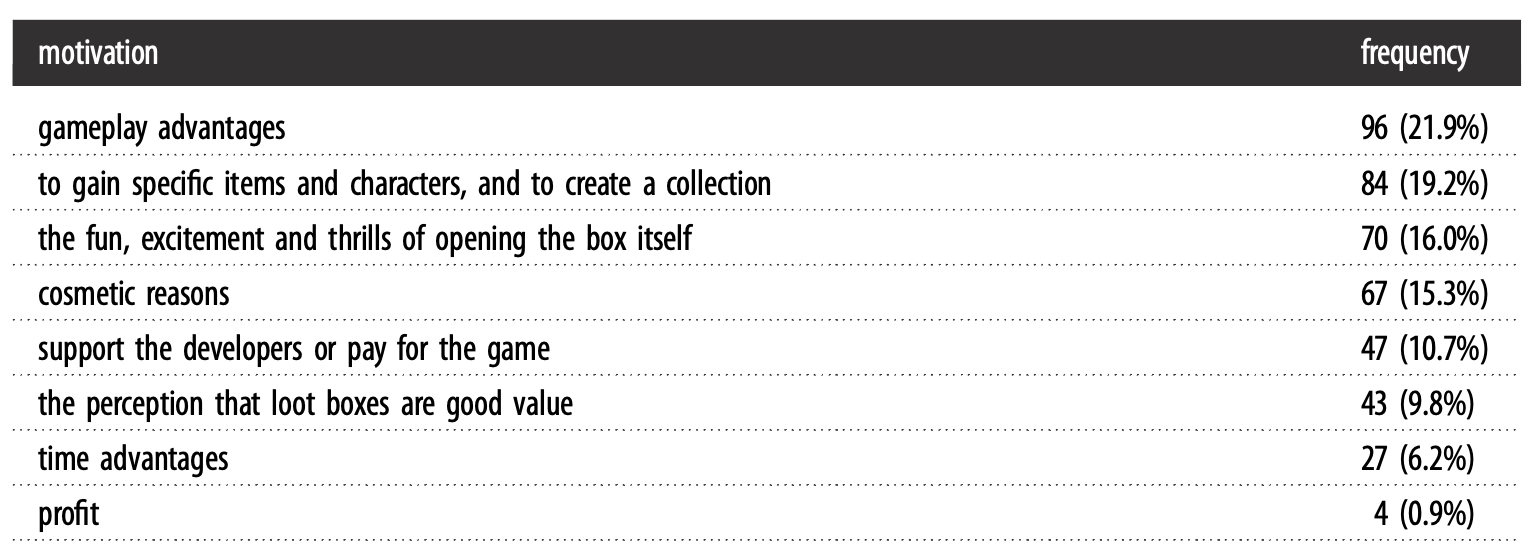 motivation frequency
gameplay advantages 96 (21.9%)
to gain specific items and characters, and to create a collection 84 (19.2%)
the fun, excitement and thrills of opening the box itself 70 (16.0%)
cosmetic reasons 67 (15.3%)
support the developers or pay for the game 47 (10.7%)
the perception that loot boxes are good value 43 (9.8%)
time advantages 27 (6.2%)
profit 4 (0.9%)